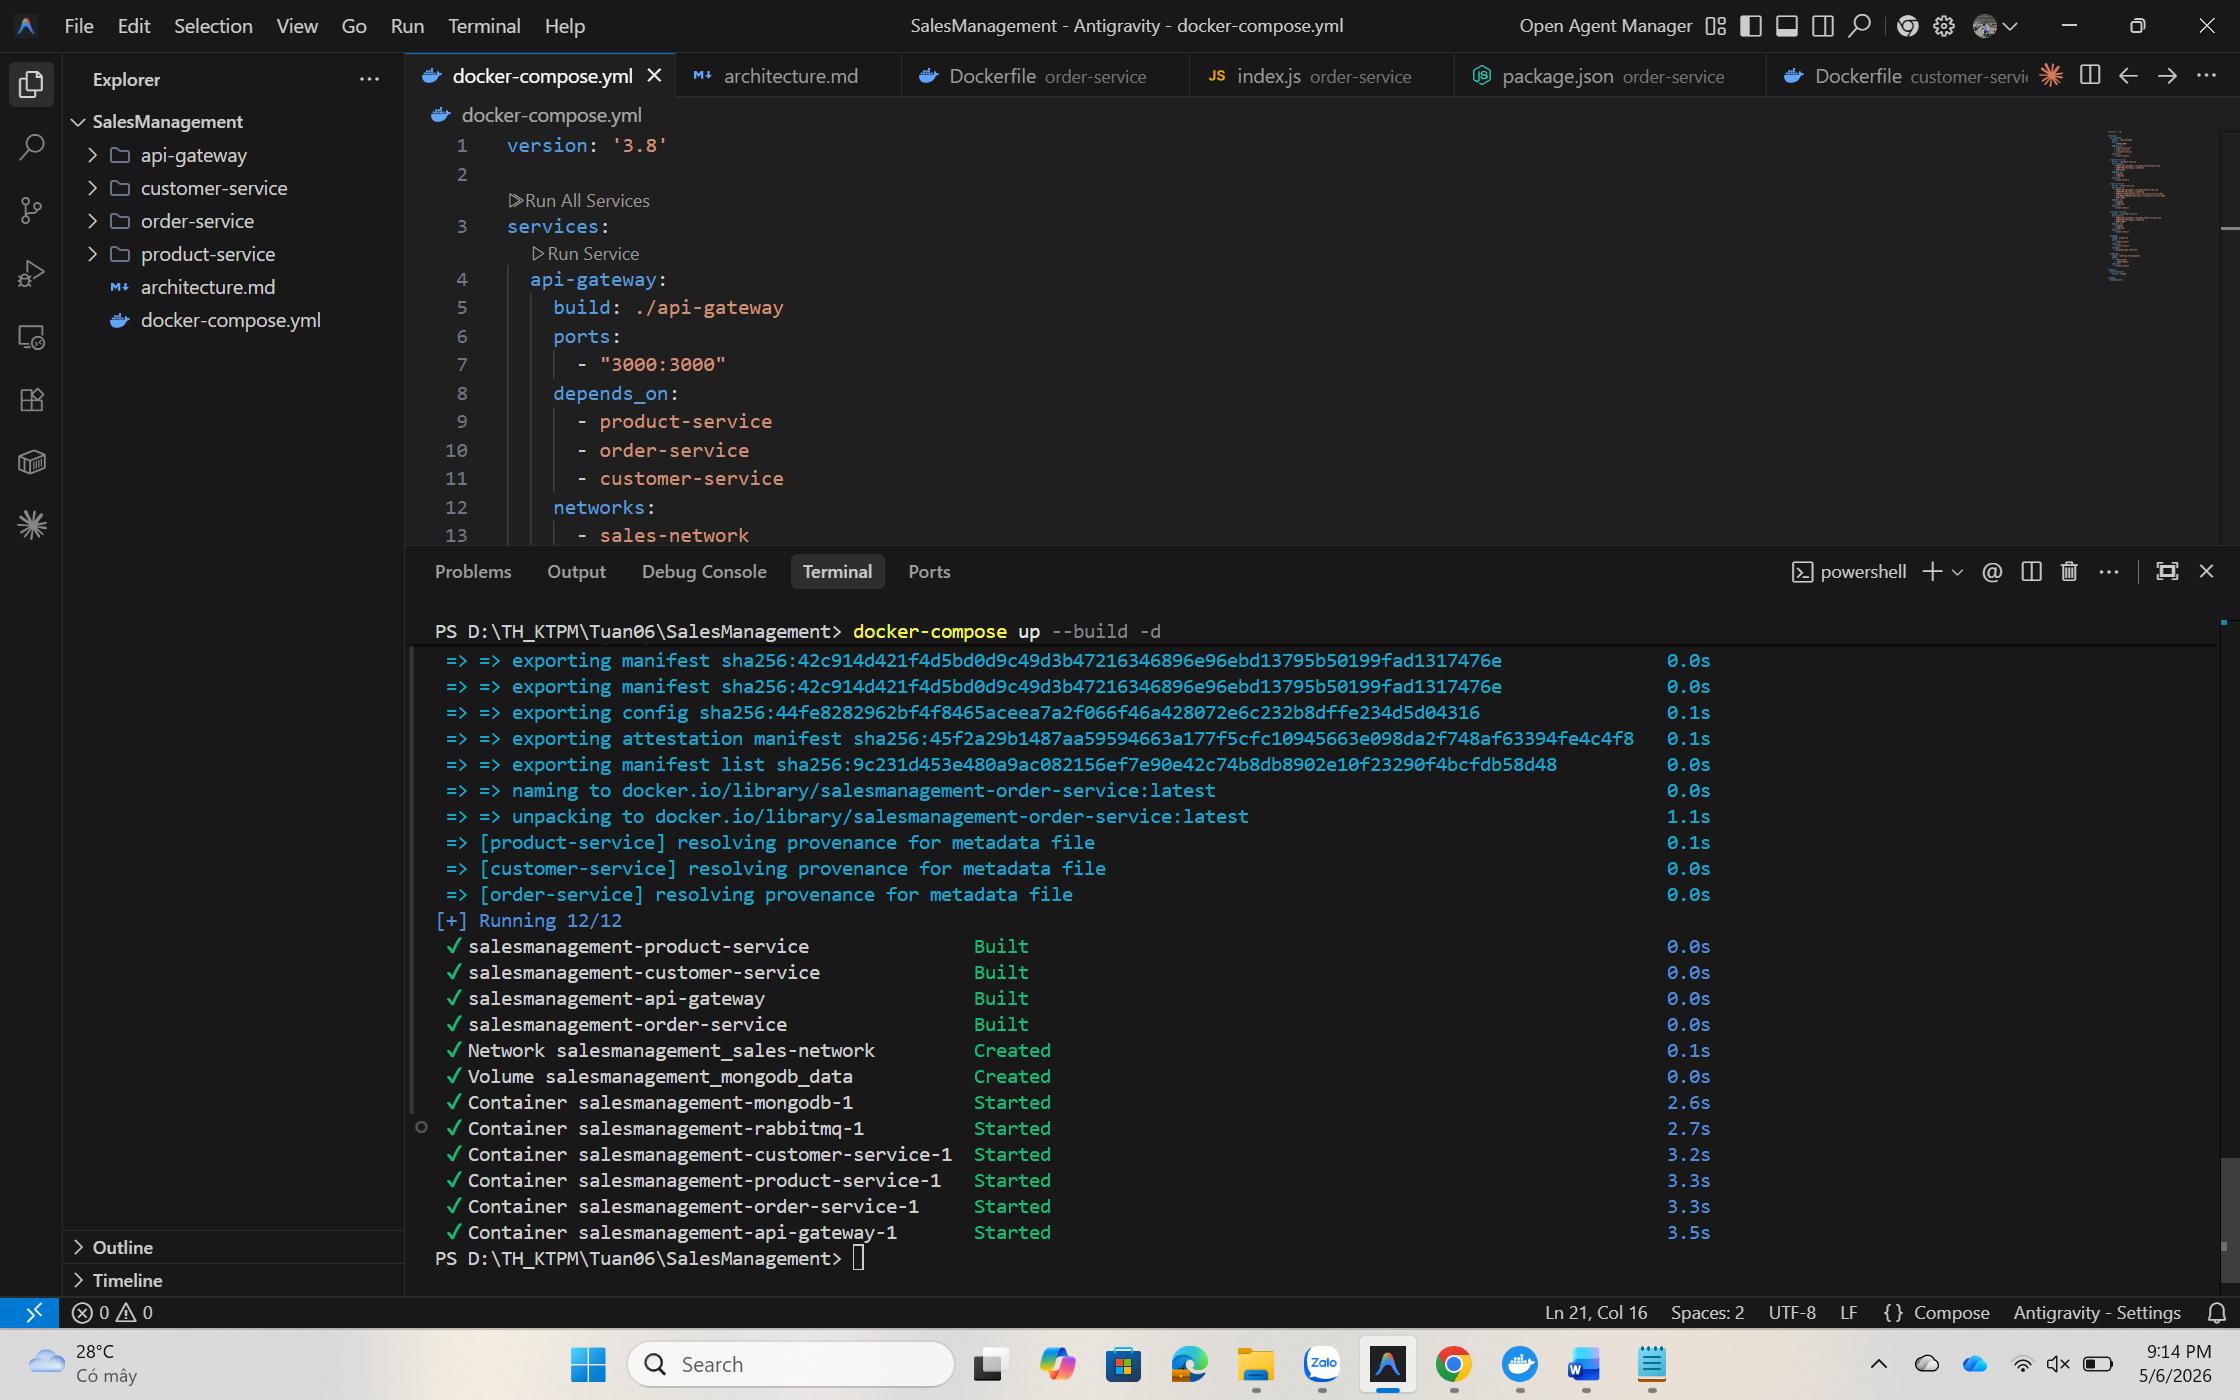 File Edit Selection View Go Run Terminal Help
SalesManagement - Antigravity - docker-compose.yml
Open Agent Manager
Explorer
SalesManagement
api-gateway
customer-service
order-service
product-service
architecture.md
docker-compose.yml
Outline
Timeline
docker-compose.yml
architecture.md
Dockerfile order-service
JS index.js order-service
package.json order-service
Dockerfile customer-servic
docker-compose.yml
1 version: '3.8'
2
Run All Services
3 services:
Run Service
4 api-gateway:
5 build: ./api-gateway
6 ports:
7 - "3000:3000"
8 depends_on:
9 - product-service
10 - order-service
11 - customer-service
12 networks:
13 - sales-network
Problems Output Debug Console Terminal Ports
powershell
PS D:\TH_KTPM\Tuan06\SalesManagement> docker-compose up --build -d
=> => exporting manifest sha256:42c914d421f4d5bd0d9c49d3b47216346896e96ebd13795b50199fad1317476e 0.0s
=> => exporting manifest sha256:42c914d421f4d5bd0d9c49d3b47216346896e96ebd13795b50199fad1317476e 0.0s
=> => exporting config sha256:44fe8282962bf4f8465aceea7a2f066f46a428072e6c232b8dffe234d5d04316 0.1s
=> => exporting attestation manifest sha256:45f2a29b1487aa59594663a177f5cfc10945663e098da2f748af63394fe4c4f8 0.1s
=> => exporting manifest list sha256:9c231d453e480a9ac082156ef7e90e42c74b8db8902e10f23290f4bcfdb58d48 0.0s
=> => naming to docker.io/library/salesmanagement-order-service:latest 0.0s
=> => unpacking to docker.io/library/salesmanagement-order-service:latest 1.1s
=> [product-service] resolving provenance for metadata file 0.1s
=> [customer-service] resolving provenance for metadata file 0.0s
=> [order-service] resolving provenance for metadata file 0.0s
[+] Running 12/12
✓ salesmanagement-product-service Built 0.0s
✓ salesmanagement-customer-service Built 0.0s
✓ salesmanagement-api-gateway Built 0.0s
✓ salesmanagement-order-service Built 0.0s
✓ Network salesmanagement_sales-network Created 0.1s
✓ Volume salesmanagement_mongodb_data Created 0.0s
✓ Container salesmanagement-mongodb-1 Started 2.6s
✓ Container salesmanagement-rabbitmq-1 Started 2.7s
✓ Container salesmanagement-customer-service-1 Started 3.2s
✓ Container salesmanagement-product-service-1 Started 3.3s
✓ Container salesmanagement-order-service-1 Started 3.3s
✓ Container salesmanagement-api-gateway-1 Started 3.5s
PS D:\TH_KTPM\Tuan06\SalesManagement>
0 0
Ln 21, Col 16 Spaces: 2 UTF-8 LF {} Compose Antigravity - Settings
28°C
Có mây
Search
Zalo
9:14 PM
5/6/2026